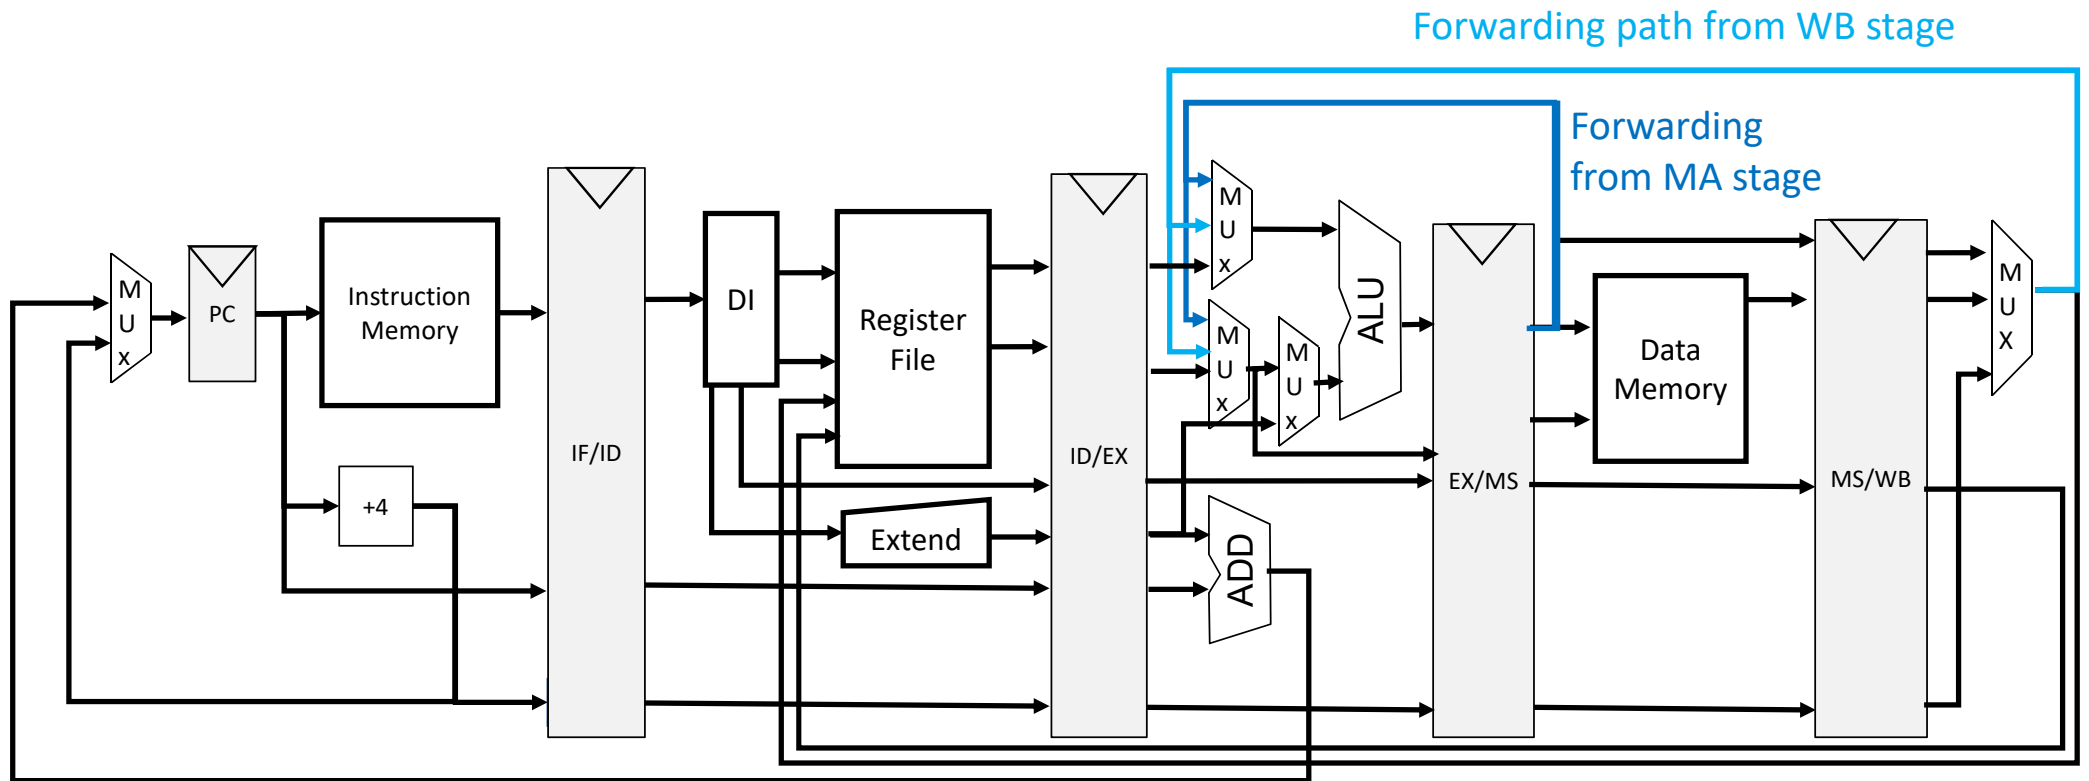 Forwarding path from WB stage
Forwarding
from MA stage
M
U
x
PC
Instruction
Memory
+4
IF/ID
DI
Register
File
Extend
ID/EX
M
U
x
M
U
x
M
U
x
ALU
ADD
EX/MS
Data
Memory
MS/WB
M
U
X